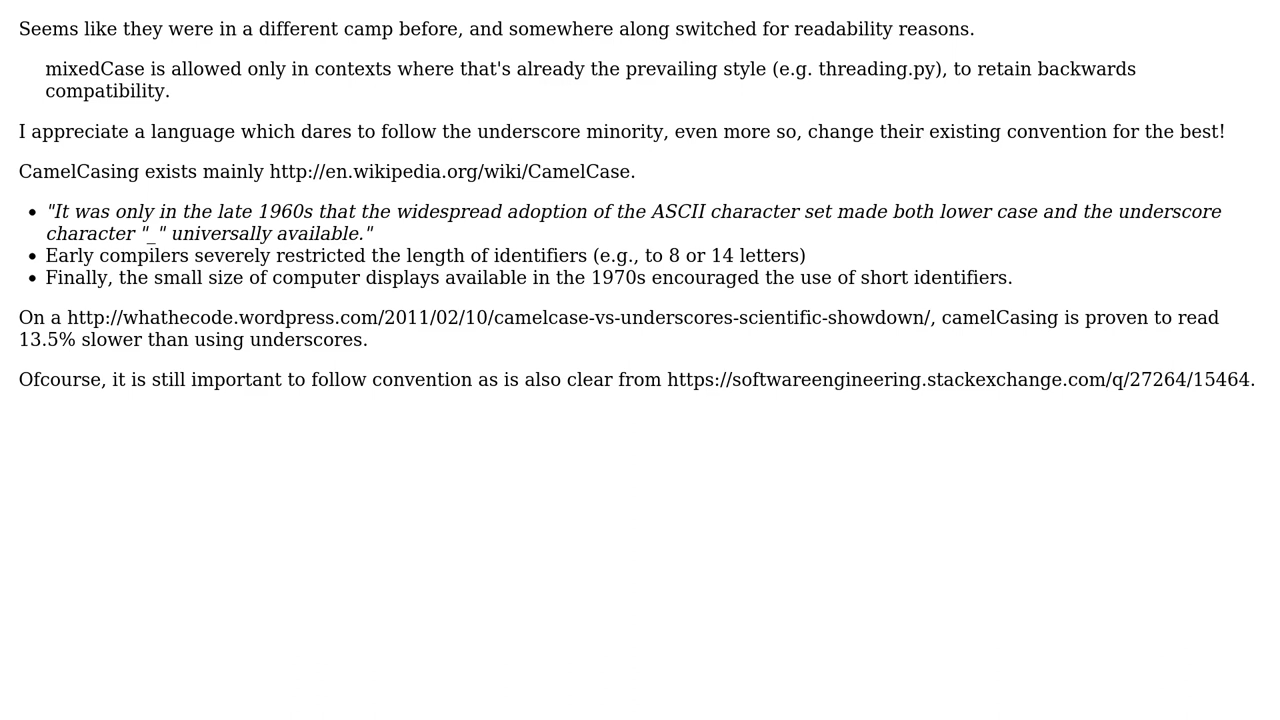 Seems like they were in a different camp before, and somewhere along switched for readability reasons.
mixedCase is allowed only in contexts where that's already the prevailing style (e.g. threading.py), to retain backwards
compatibility.
I appreciate a language which dares to follow the underscore minority, even more so, change their existing convention for the best!
CamelCasing exists mainly http://en.wikipedia.org/wiki/CamelCase.
• "It was only in the late 1960s that the widespread adoption of the ASCII character set made both lower case and the underscore
character "_" universally available."
• Early compilers severely restricted the length of identifiers (e.g., to 8 or 14 letters)
• Finally, the small size of computer displays available in the 1970s encouraged the use of short identifiers.
On a http://whathecode.wordpress.com/2011/02/10/camelcase-vs-underscores-scientific-showdown/, camelCasing is proven to read
13.5% slower than using underscores.
Ofcourse, it is still important to follow convention as is also clear from https://softwareengineering.stackexchange.com/q/27264/15464.